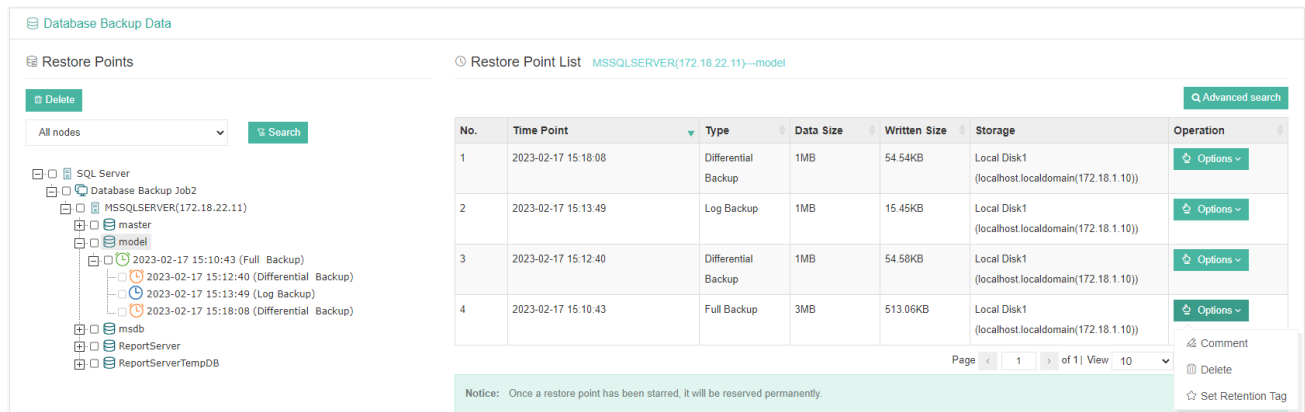 Database Backup Data
Restore Points
Delete
All nodes
Search
SQL Server
Database Backup Job2
MSSQLSERVER(172.18.22.11)
master
model
2023-02-17 15:10:43 (Full Backup)
2023-02-17 15:12:40 (Differential Backup)
2023-02-17 15:13:49 (Log Backup)
2023-02-17 15:18:08 (Differential Backup)
msdb
ReportServer
ReportServerTempDB
Restore Point List MSSQLSERVER(172.18.22.11)---model
Advanced search
No. Time Point Type Data Size Written Size Storage Operation
1 2023-02-17 15:18:08 Differential 1MB 54.54KB Local Disk1 Options
Backup (localhost.localdomain(172.18.1.10))
2 2023-02-17 15:13:49 Log Backup 1MB 15.45KB Local Disk1 Options
(localhost.localdomain(172.18.1.10))
3 2023-02-17 15:12:40 Differential 1MB 54.58KB Local Disk1 Options
Backup (localhost.localdomain(172.18.1.10))
4 2023-02-17 15:10:43 Full Backup 3MB 513.06KB Local Disk1 Options
(localhost.localdomain(172.18.1.10))
Page 1 of 1| View 10
Comment
Delete
Set Retention Tag
Notice: Once a restore point has been starred, it will be reserved permanently.